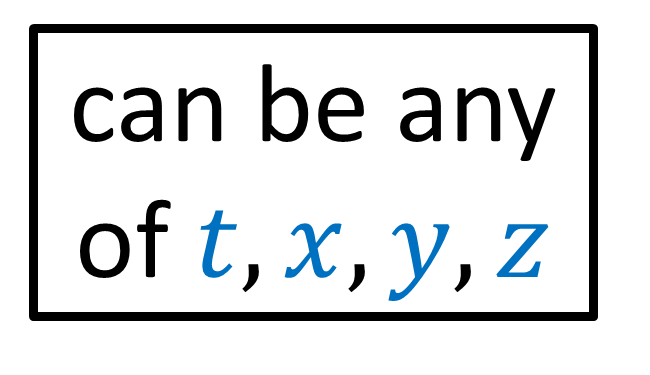 can be any
of t, x, y, z